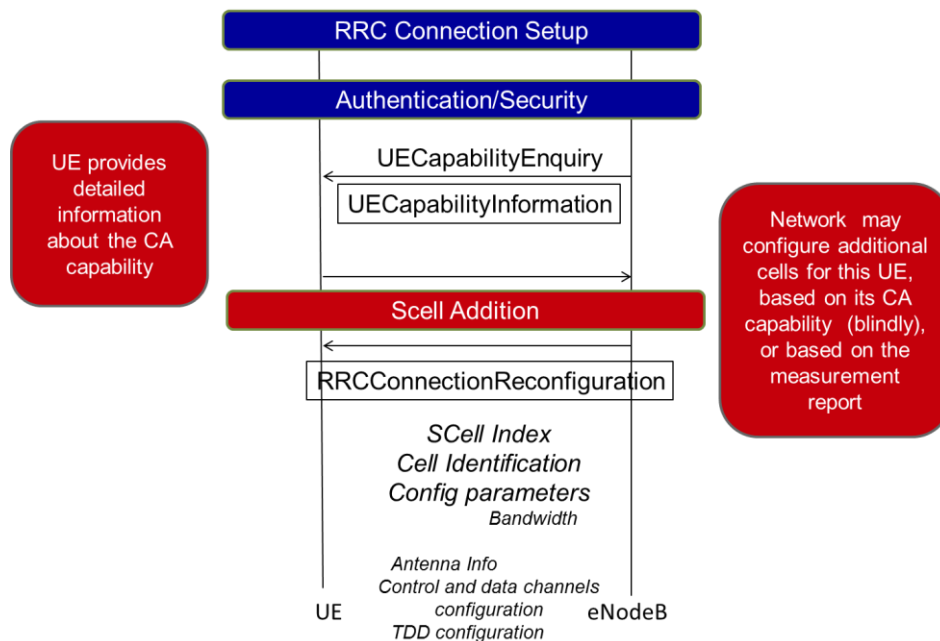 RRC Connection Setup
Authentication/Security
UE provides
detailed
information
about the CA
capability
UECapabilityEnquiry
UECapabilityInformation
Network may
configure additional
cells for this UE,
based on its CA
capability (blindly),
or based on the
measurement
report
Scell Addition
RRCConnectionReconfiguration
SCell Index
Cell Identification
Config parameters
Bandwidth
Antenna Info
Control and data channels
configuration
TDD configuration
UE
eNodeB